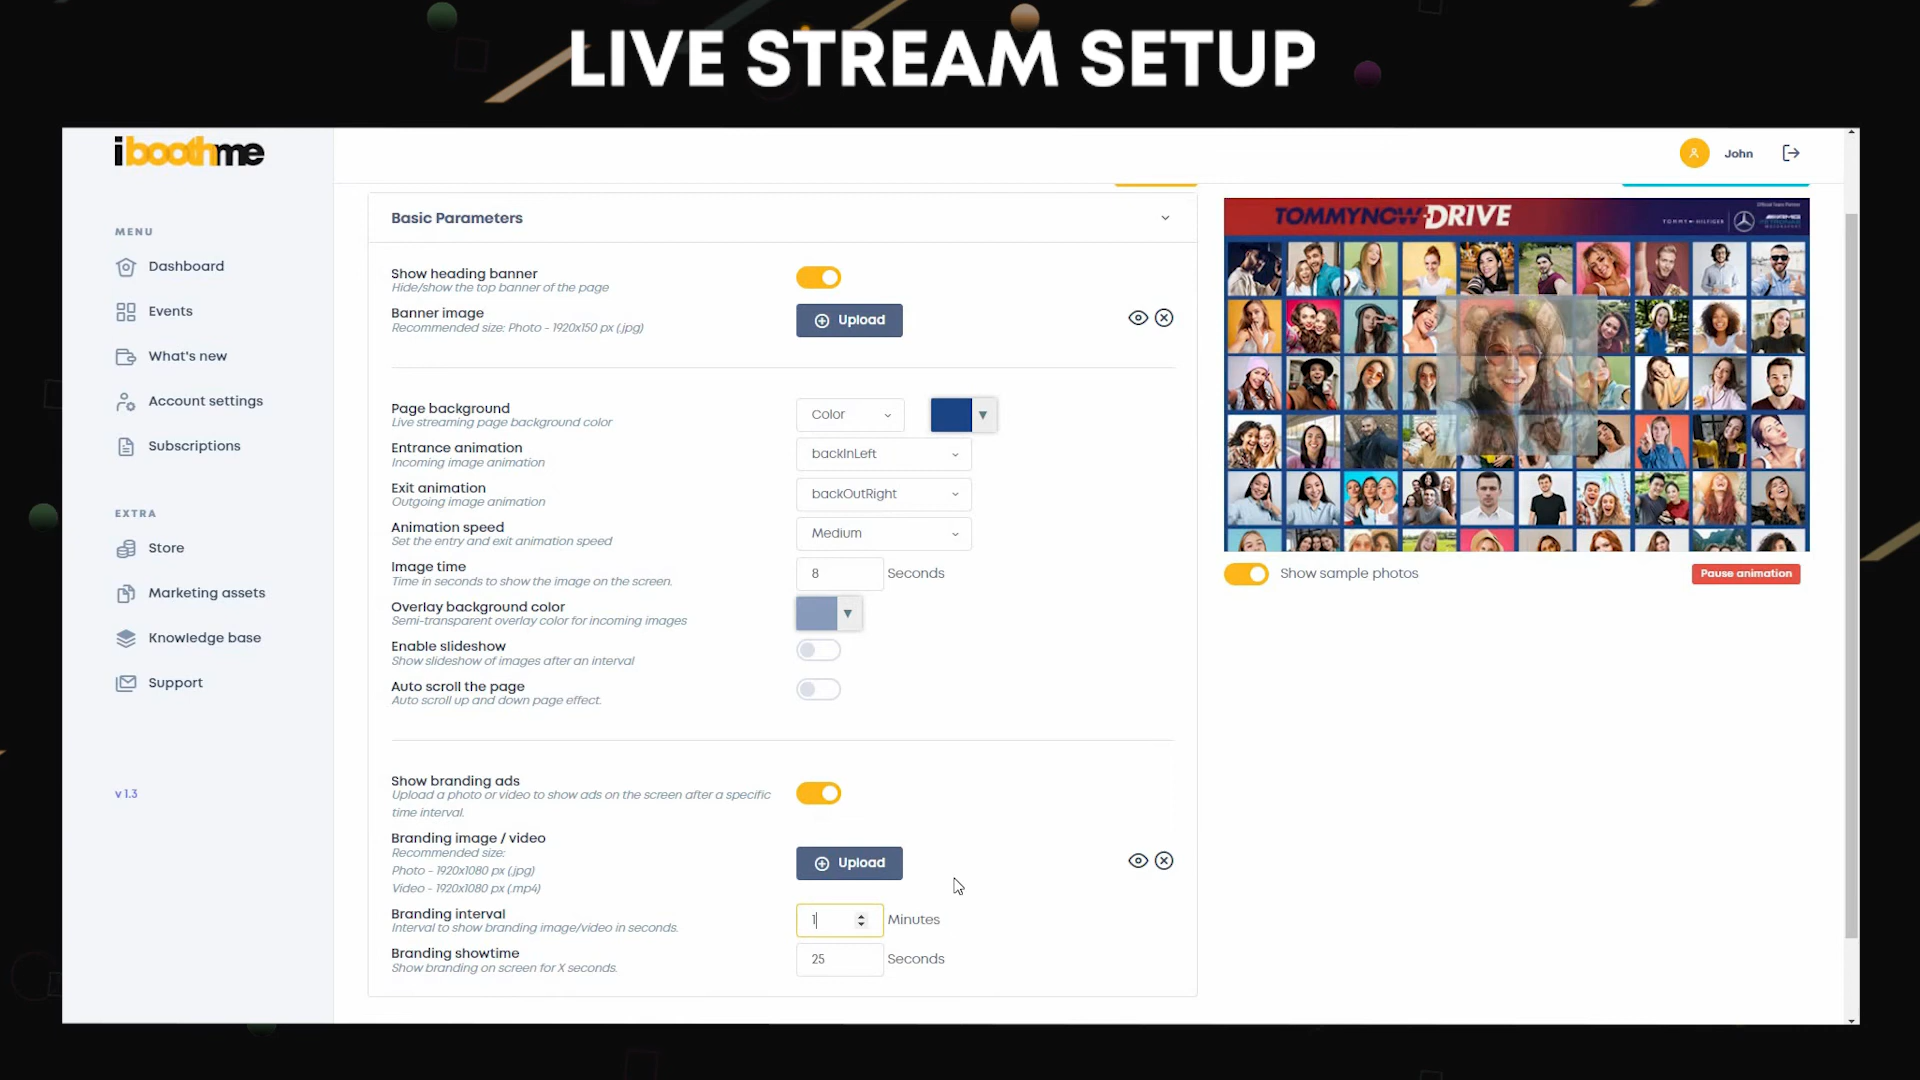 LIVE STREAM SETUP
iboothme
John
MENU
Dashboard
Events
What's new
Account settings
Subscriptions
EXTRA
Store
Marketing assets
Knowledge base
Support
v 1.3
Basic Parameters
Show heading banner
Hide/show the top banner of the page
Banner image
Recommended size: Photo - 1920x150 px (.jpg)
Upload
Page background
Live streaming page background color
Color
Entrance animation
Incoming image animation
backInLeft
Exit animation
Outgoing image animation
backOutRight
Animation speed
Set the entry and exit animation speed
Medium
Image time
Time in seconds to show the image on the screen.
8 Seconds
Overlay background color
Semi-transparent overlay color for incoming images
Enable slideshow
Show slideshow of images after an interval
Auto scroll the page
Auto scroll up and down page effect.
Show branding ads
Upload a photo or video to show ads on the screen after a specific
time interval.
Branding image / video
Recommended size:
Photo - 1920x1080 px (.jpg)
Video - 1920x1080 px (.mp4)
Upload
Branding interval
Interval to show branding image/video in seconds.
1 Minutes
Branding showtime
Show branding on screen for X seconds.
25 Seconds
TOMMYNOW DRIVE
TOMMY HILFIGER
Show sample photos
Pause animation